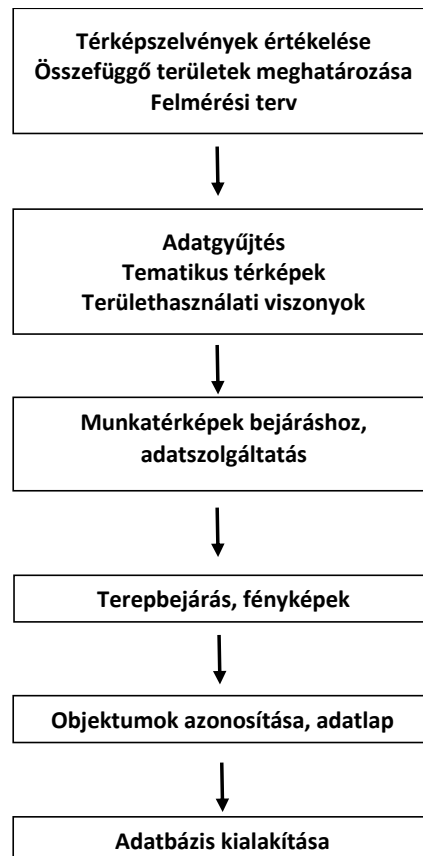 Térképszelvények értékelése
Összefüggő területek meghatározása
Felmérési terv
Adatgyűjtés
Tematikus térképek
Területhasználati viszonyok
Munkatérképek bejáráshoz,
adatszolgáltatás
Terepbejárás, fényképek
Objektumok azonosítása, adatlap
Adatbázis kialakítása